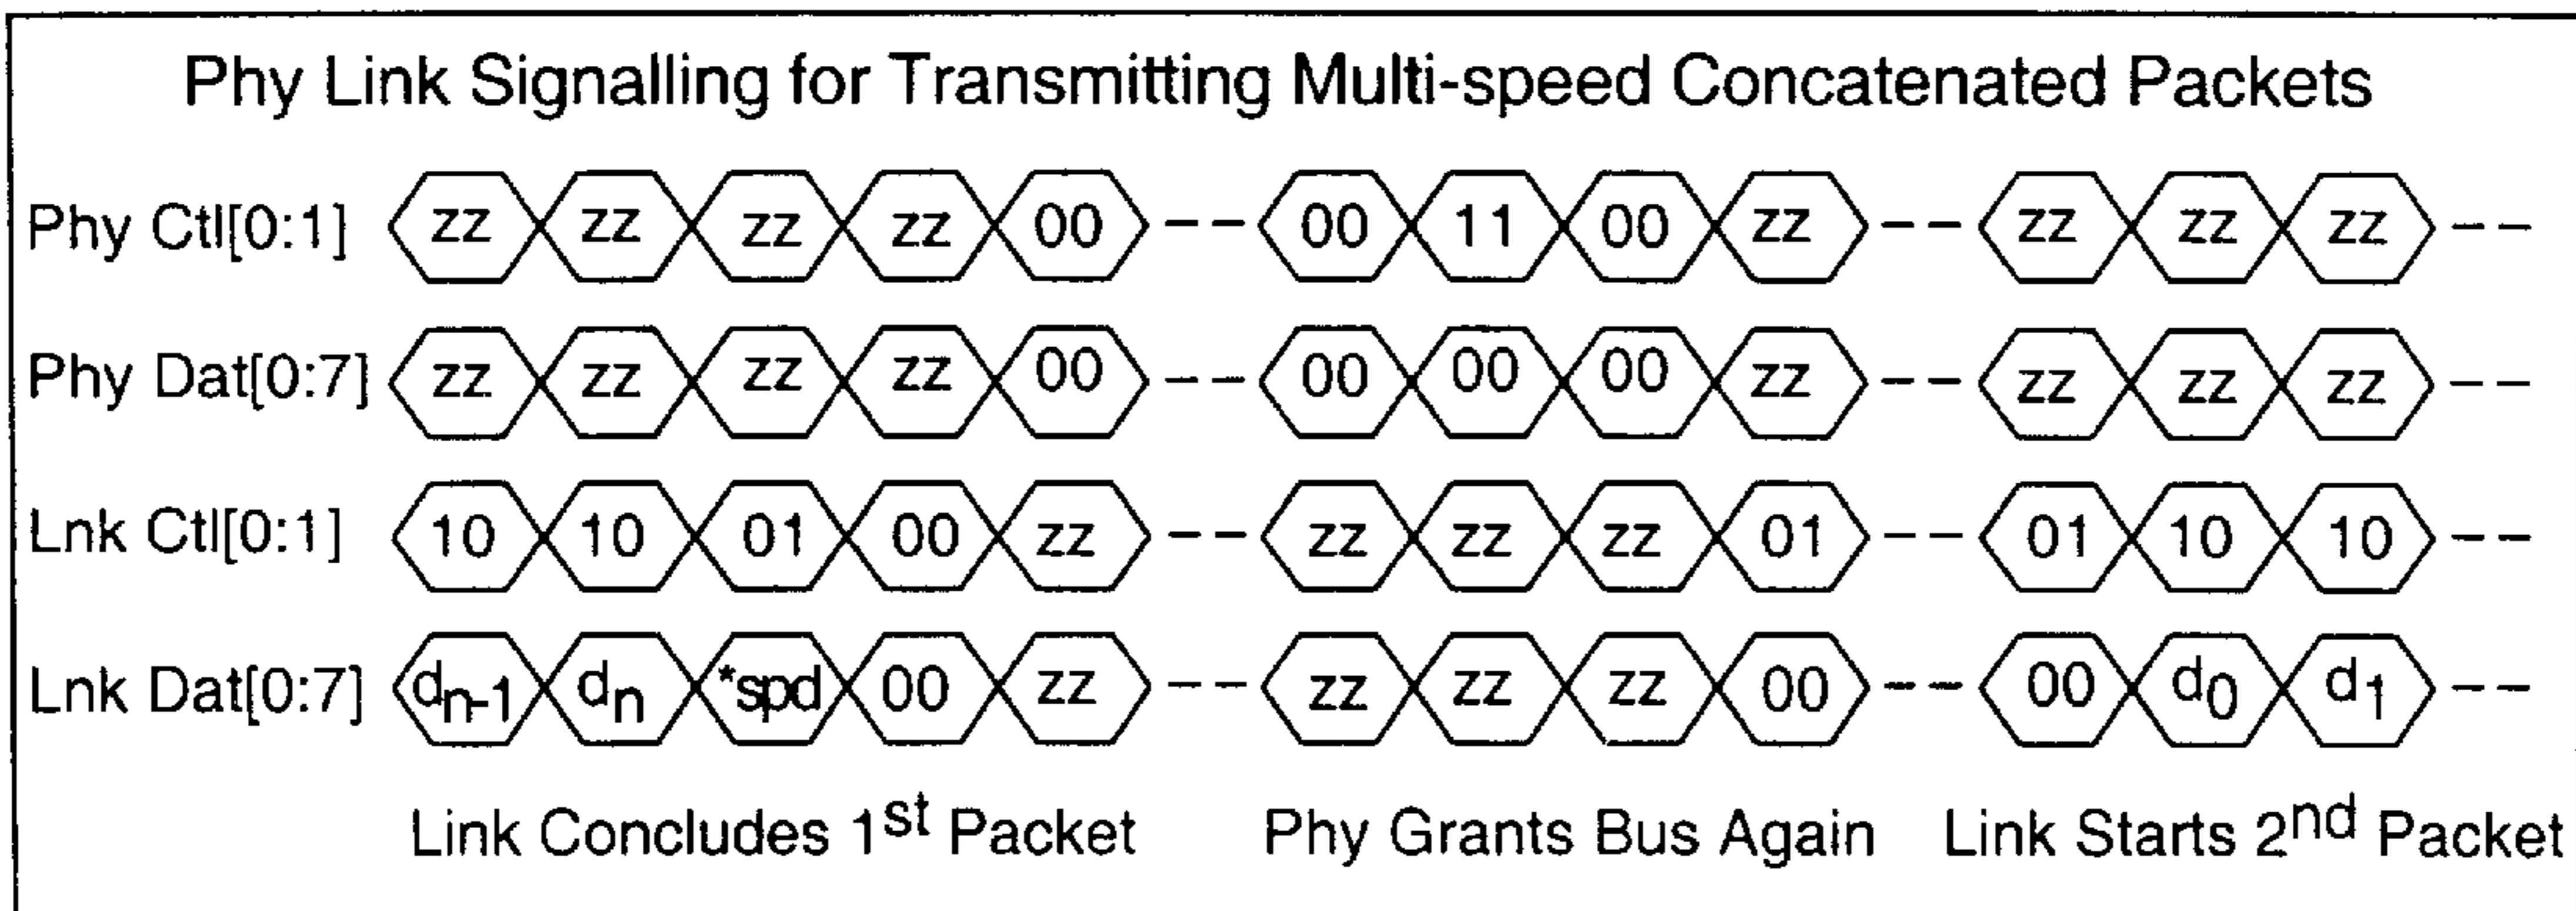 Phy Link Signalling for Transmitting Multi-speed Concatenated Packets
Phy Ctl[0:1] zz zz zz zz 00 -- 00 11 00 zz -- zz zz zz --
Phy Dat[0:7] zz zz zz zz 00 -- 00 00 00 zz -- zz zz zz --
Lnk Ctl[0:1] 10 10 01 00 zz -- zz zz zz 01 -- 01 10 10 --
Lnk Dat[0:7] dn-1 dn *spd 00 zz -- zz zz zz 00 -- 00 d0 d1 --
Link Concludes 1st Packet Phy Grants Bus Again Link Starts 2nd Packet